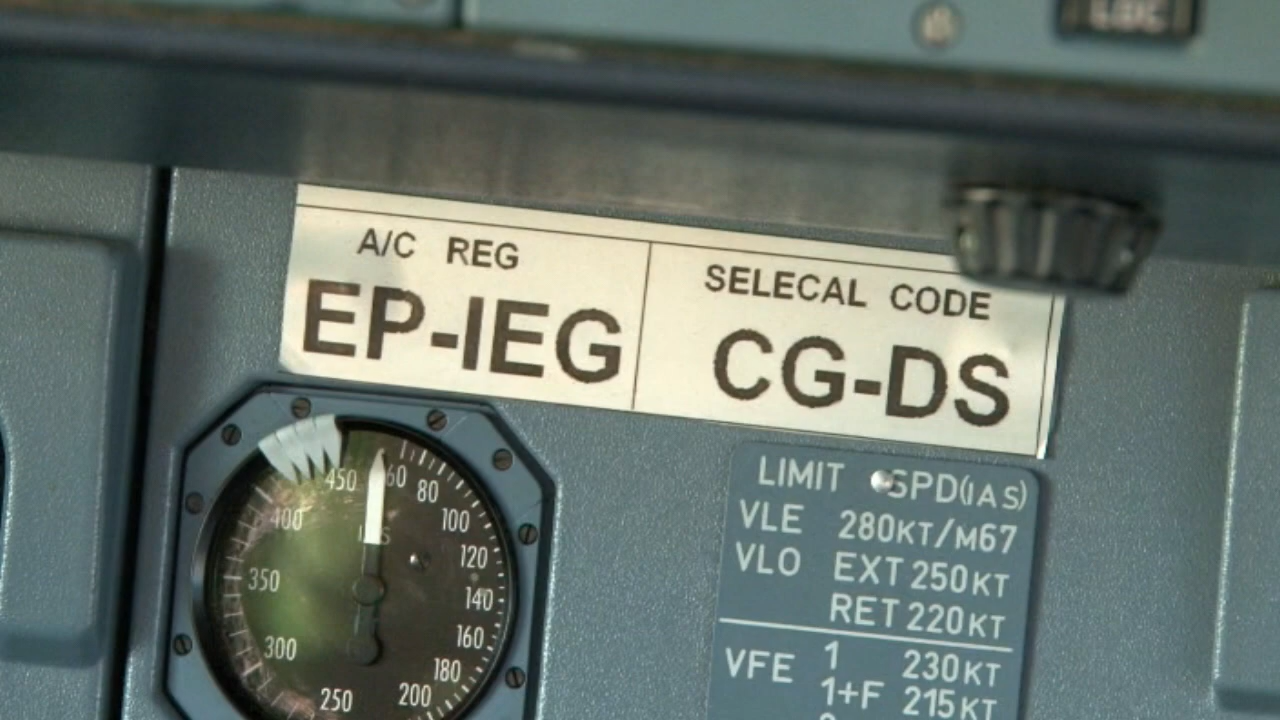 LDC
A/C REG
EP-IEG
SELECAL CODE
CG-DS
LIMIT SPD(IAS)
VLE 280KT/M67
VLO EXT 250KT
RET 220KT
VFE 1 230KT
1+F 215KT
60
80
100
120
140
160
180
200
250
300
350
400
450